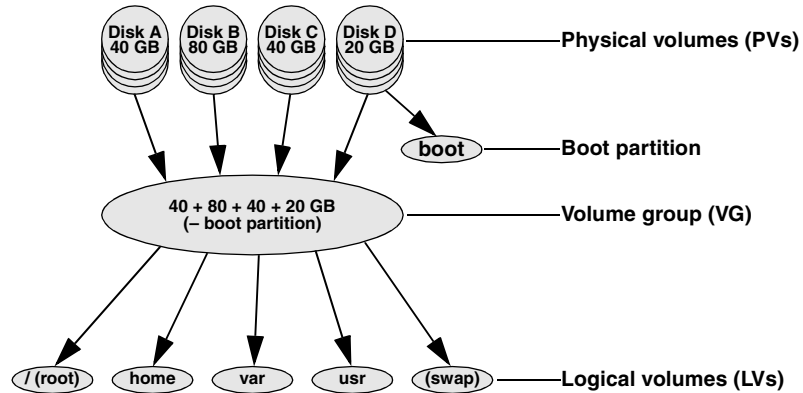 Disk A
40 GB
Disk B
80 GB
Disk C
40 GB
Disk D
20 GB
Physical volumes (PVs)
boot
Boot partition
40 + 80 + 40 + 20 GB
(– boot partition)
Volume group (VG)
/ (root)
home
var
usr
(swap)
Logical volumes (LVs)